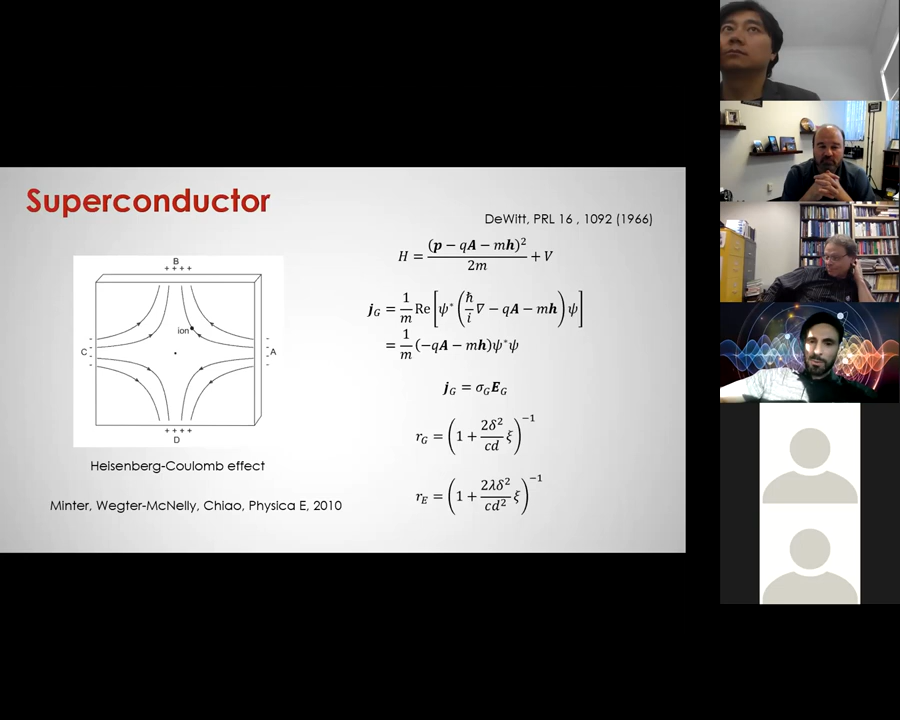 Superconductor
DeWitt, PRL 16 , 1092 (1966)
H = (p − qA − mh)² / 2m + V
j_G = 1/m Re[ψ*(ħ/i ∇ − qA − mh)ψ]
= 1/m (−qA − mh)ψ*ψ
j_G = σ_G E_G
r_G = (1 + 2δ²/cd ξ)⁻¹
r_E = (1 + 2λδ²/cd² ξ)⁻¹
B
+ + + +
ion
- C -
-
- A
-
+ + + +
D
Heisenberg-Coulomb effect
Minter, Wegter-McNelly, Chiao, Physica E, 2010